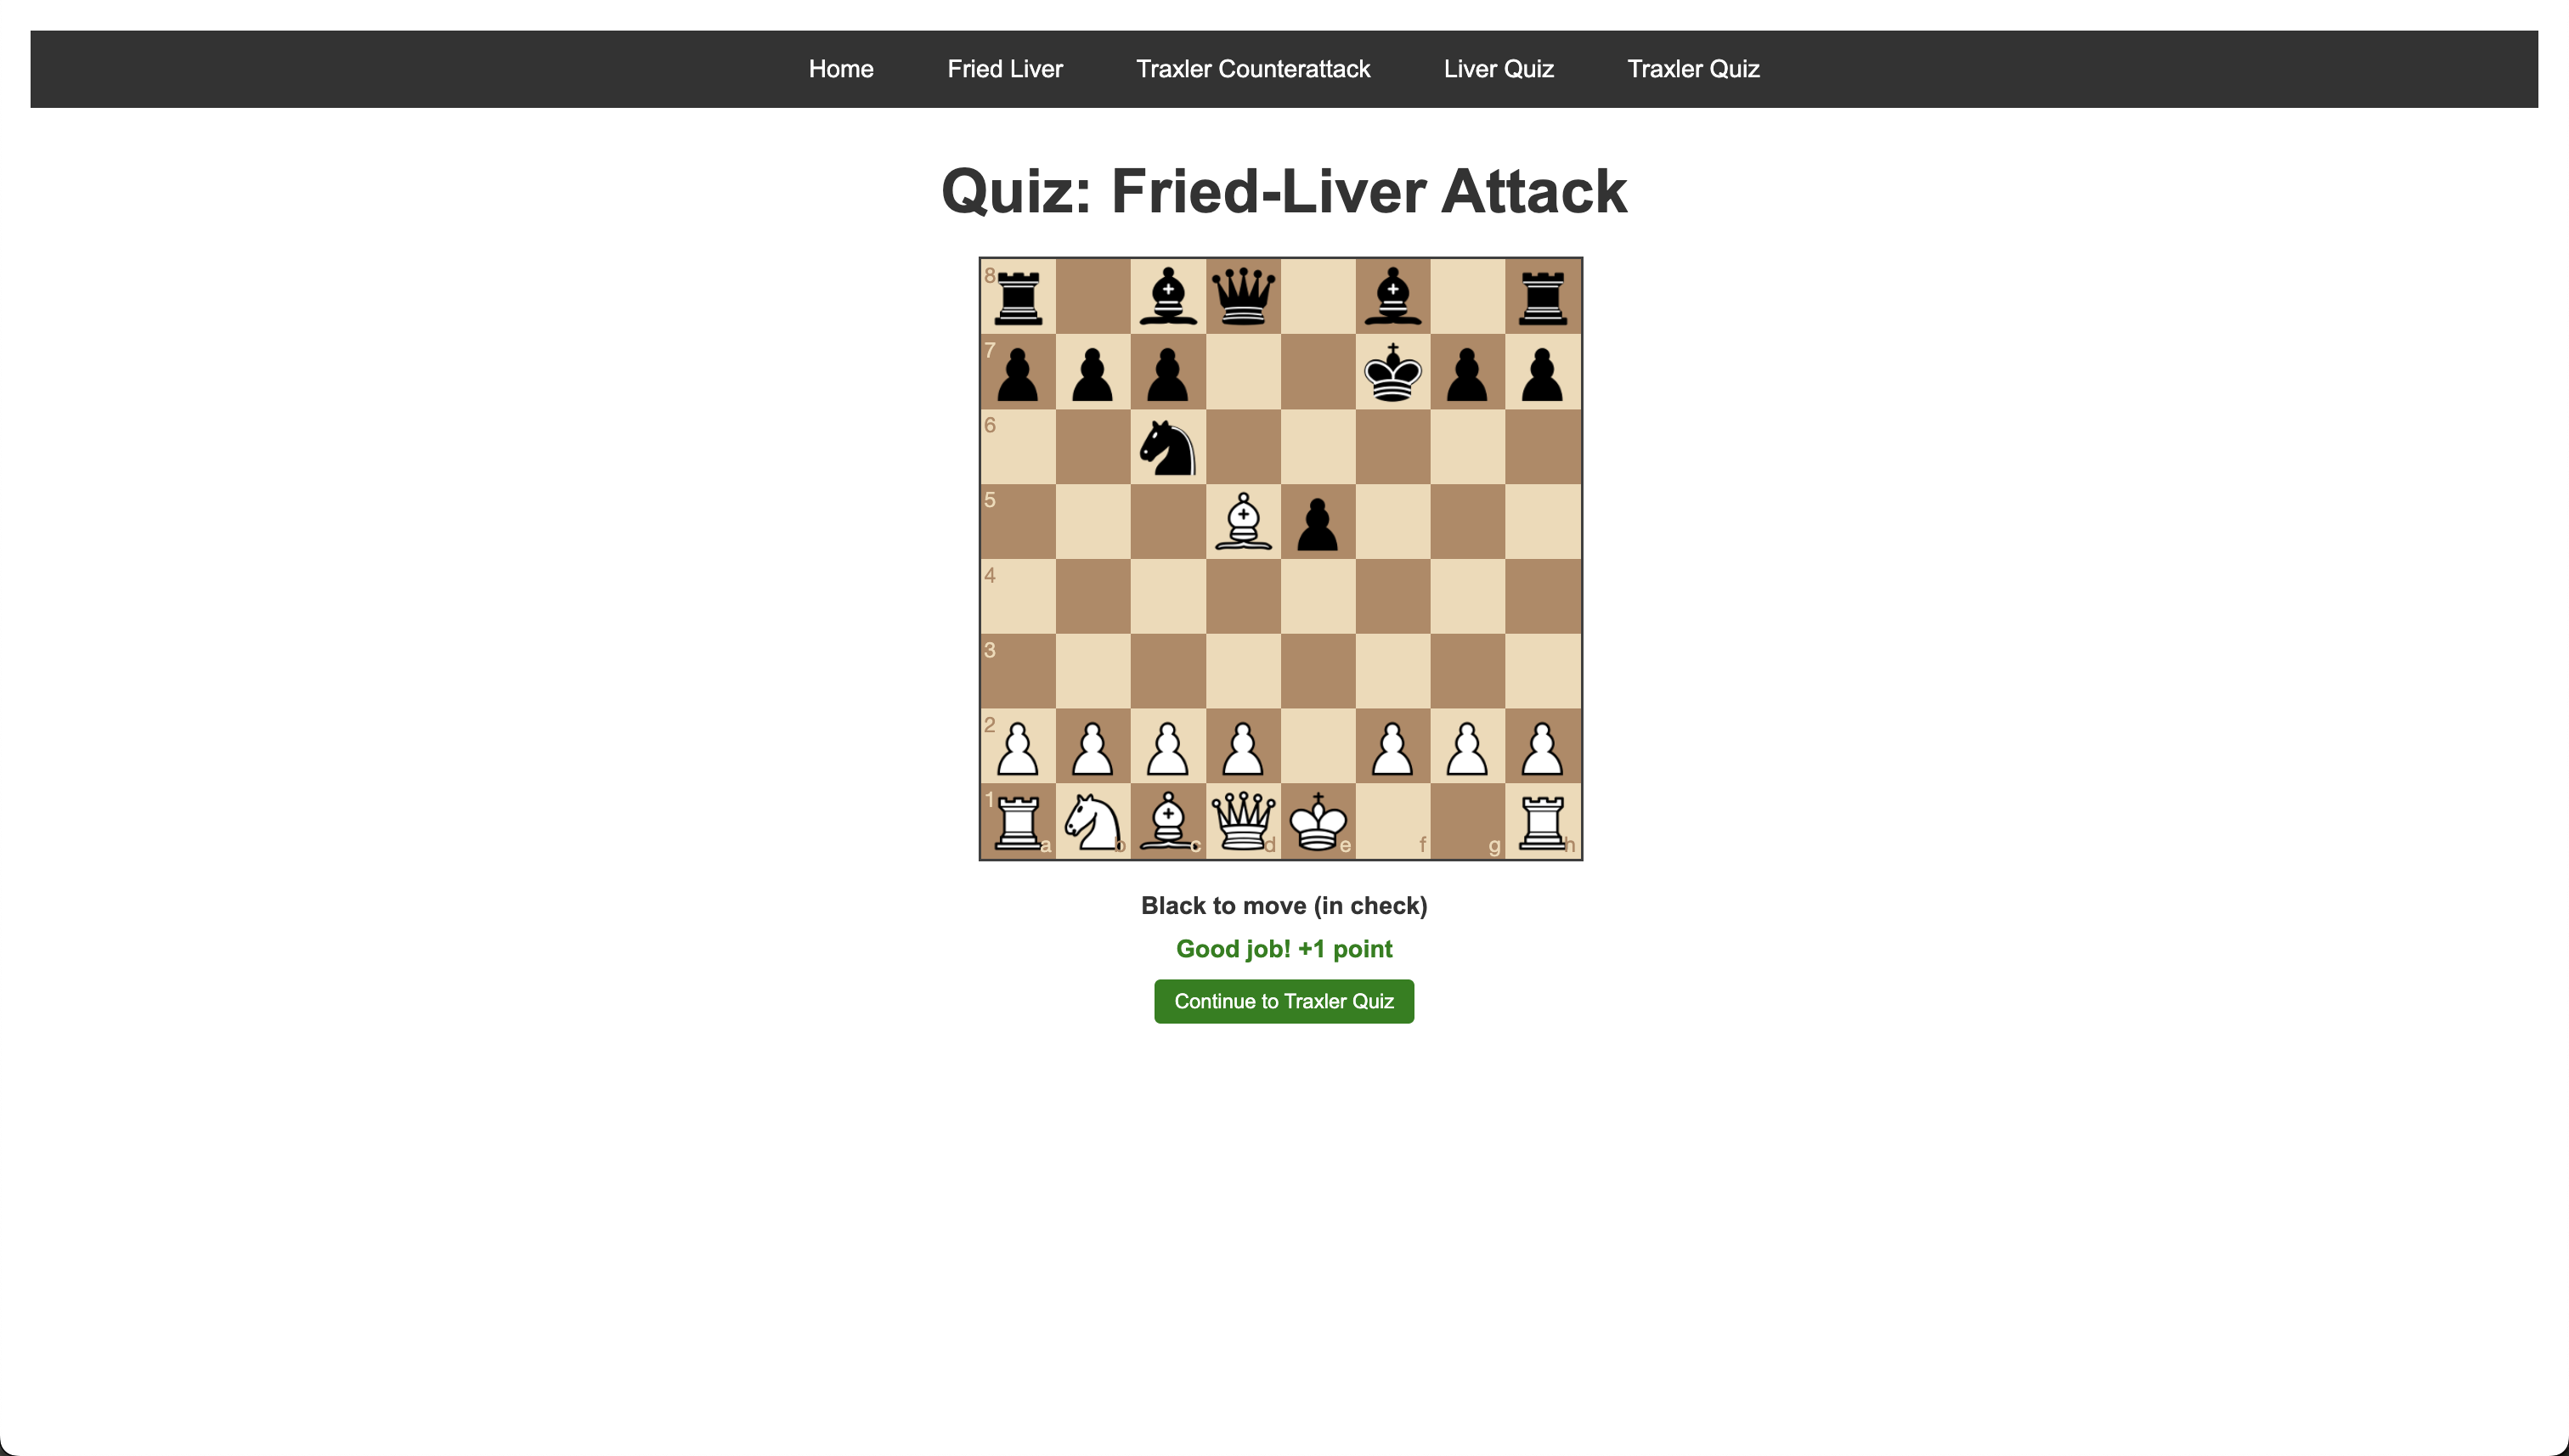 Home Fried Liver Traxler Counterattack Liver Quiz Traxler Quiz
Quiz: Fried-Liver Attack
8
7
6
5
4
3
2
1
a b c d e f g h
Black to move (in check)
Good job! +1 point
Continue to Traxler Quiz